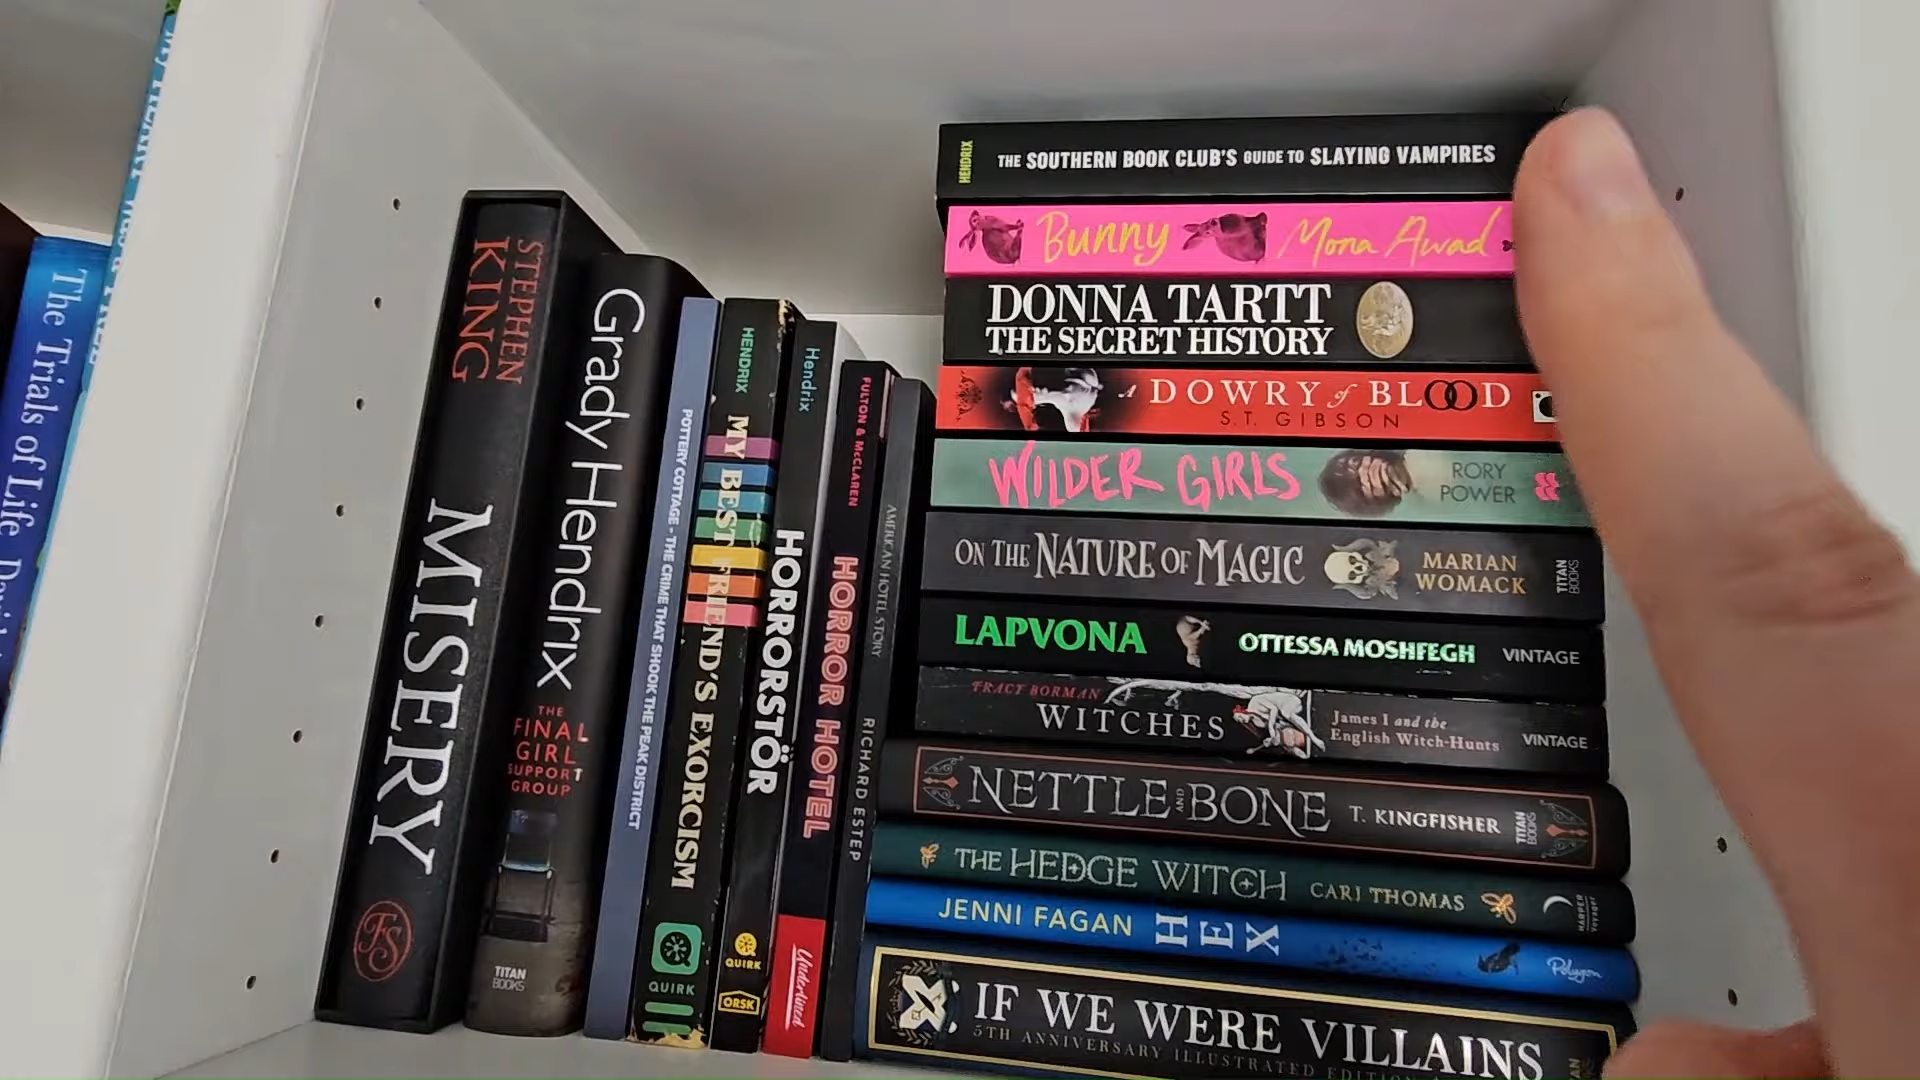 The Trials of Life
STEPHEN KING
MISERY
FS
Grady Hendrix
THE FINAL GIRL SUPPORT GROUP
TITAN BOOKS
POTTERY COTTAGE - THE CRIME THAT SHOOK THE PEAK DISTRICT
HENDRIX
MY BEST FRIEND'S EXORCISM
QUIRK
Hendrix
HORRORSTÖR
QUIRK
ORSK
FULTON & McCLAREN
HORROR HOTEL
Underlined
AMERICAN HOTEL STORY
RICHARD ESTEP
HENDRIX
THE SOUTHERN BOOK CLUB'S GUIDE TO SLAYING VAMPIRES
Bunny Mona Awad
DONNA TARTT
THE SECRET HISTORY
A DOWRY of BLOOD
S.T. GIBSON
WILDER GIRLS
RORY POWER
ON THE NATURE OF MAGIC
MARIAN WOMACK
TITAN BOOKS
LAPVONA OTTESSA MOSHFEGH VINTAGE
TRACY BORMAN
WITCHES
James I and the
English Witch-Hunts
VINTAGE
NETTLE AND BONE T. KINGFISHER
TITAN BOOKS
THE HEDGE WITCH CARI THOMAS
HARPER Voyager
JENNI FAGAN HEX Polygon
IF WE WERE VILLAINS
5TH ANNIVERSARY ILLUSTRATED EDITION